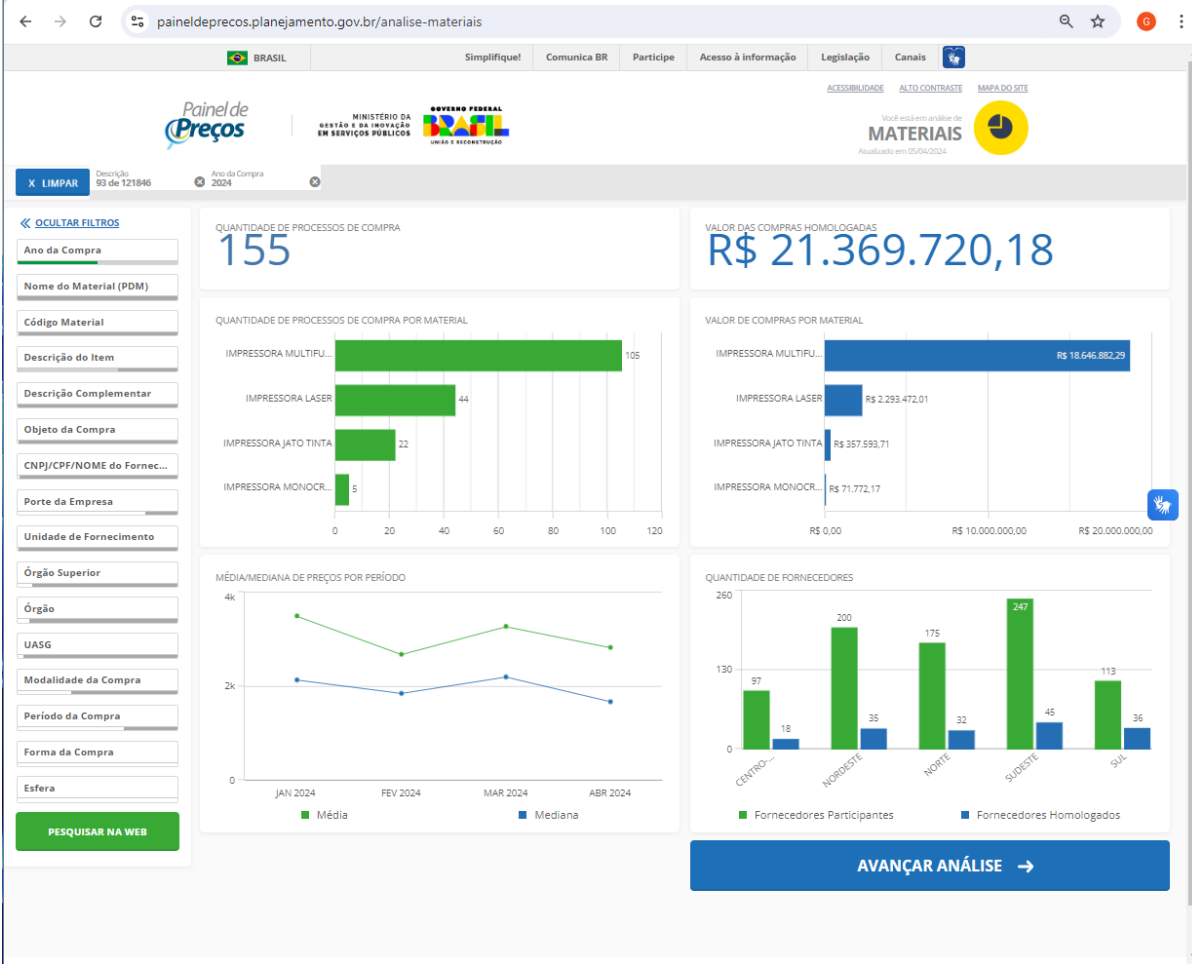 paineldeprecos.planejamento.gov.br/analise-materiais
G
BRASIL
Simplifique!
Comunica BR
Participe
Acesso à informação
Legislação
Canais
ACESSIBILIDADE
ALTO CONTRASTE
MAPA DO SITE
Painel de
Preços
MINISTÉRIO DA
GESTÃO E DA INOVAÇÃO
EM SERVIÇOS PÚBLICOS
GOVERNO FEDERAL
BRASIL
UNIÃO E RECONSTRUÇÃO
Você está em análise de
MATERIAIS
Atualizado em 05/04/2024
X LIMPAR
Descrição
93 de 121846
Ano da Compra
2024
OCULTAR FILTROS
Ano da Compra
Nome do Material (PDM)
Código Material
Descrição do Item
Descrição Complementar
Objeto da Compra
CNPJ/CPF/NOME do Fornec...
Porte da Empresa
Unidade de Fornecimento
Órgão Superior
Órgão
UASG
Modalidade da Compra
Período da Compra
Forma da Compra
Esfera
PESQUISAR NA WEB
QUANTIDADE DE PROCESSOS DE COMPRA
155
VALOR DAS COMPRAS HOMOLOGADAS
R$ 21.369.720,18
QUANTIDADE DE PROCESSOS DE COMPRA POR MATERIAL
IMPRESSORA MULTIFU... 105
IMPRESSORA LASER 44
IMPRESSORA JATO TINTA 22
IMPRESSORA MONOCR... 5
0 20 40 60 80 100 120
VALOR DE COMPRAS POR MATERIAL
IMPRESSORA MULTIFU... R$ 18.646.882,29
IMPRESSORA LASER R$ 2.293.472,01
IMPRESSORA JATO TINTA R$ 357.593,71
IMPRESSORA MONOCR... R$ 71.772,17
R$ 0,00 R$ 10.000.000,00 R$ 20.000.000,00
MÉDIA/MEDIANA DE PREÇOS POR PERÍODO
4k
2k
0
JAN 2024 FEV 2024 MAR 2024 ABR 2024
Média Mediana
QUANTIDADE DE FORNECEDORES
260
130
0
97 18 200 35 175 32 247 45 113 36
CENTRO-... NORDESTE NORTE SUDESTE SUL
Fornecedores Participantes Fornecedores Homologados
AVANÇAR ANÁLISE →